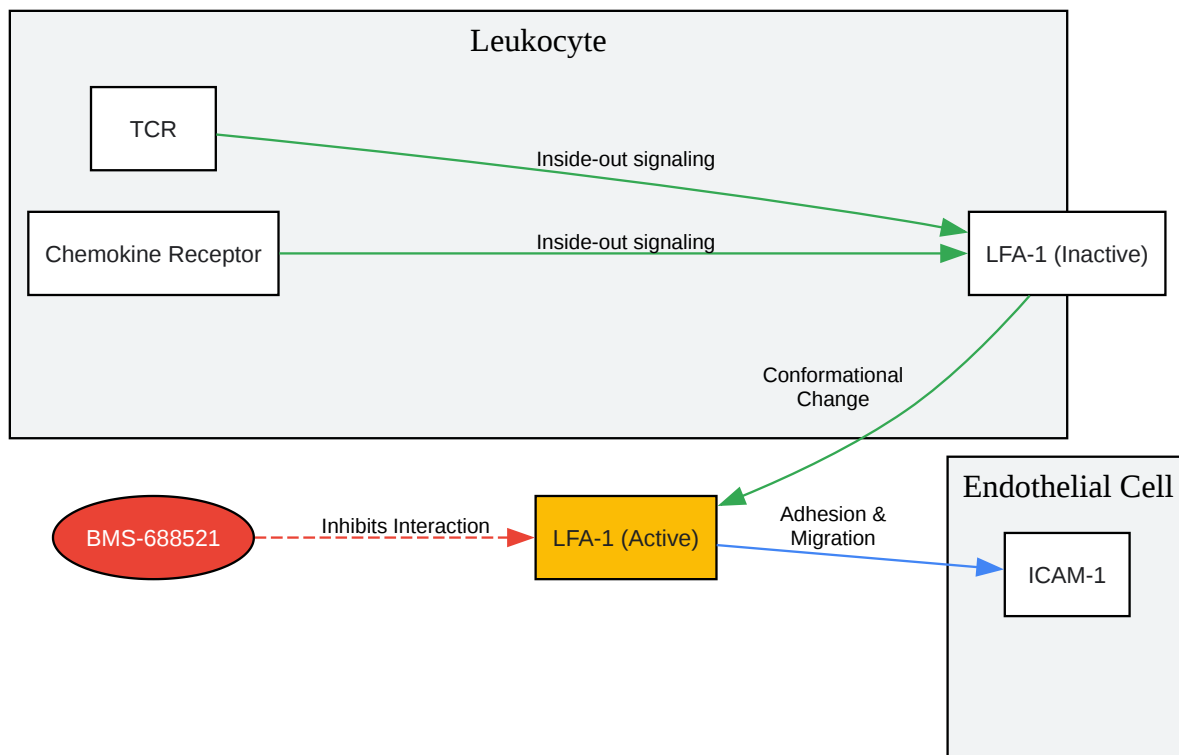 Leukocyte
TCR
Inside-out signaling
Chemokine Receptor
Inside-out signaling
LFA-1 (Inactive)
Conformational
Change
Endothelial Cell
BMS-688521
Inhibits Interaction
LFA-1 (Active)
Adhesion &
Migration
ICAM-1